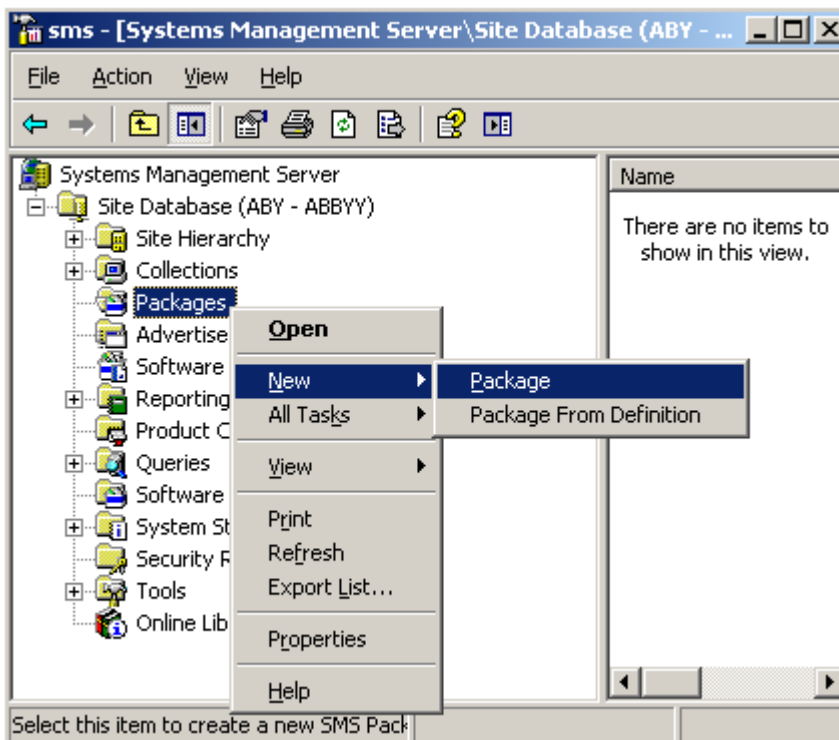 sms - [Systems Management Server\Site Database (ABY - ...
File Action View Help
Systems Management Server
Site Database (ABY - ABBYY)
Site Hierarchy
Collections
Packages
Advertise
Software
Reporting
Product C
Queries
Software
System St
Security R
Tools
Online Lib
Open
New
All Tasks
View
Print
Refresh
Export List...
Properties
Help
Package
Package From Definition
Name
There are no items to
show in this view.
Select this item to create a new SMS Pack